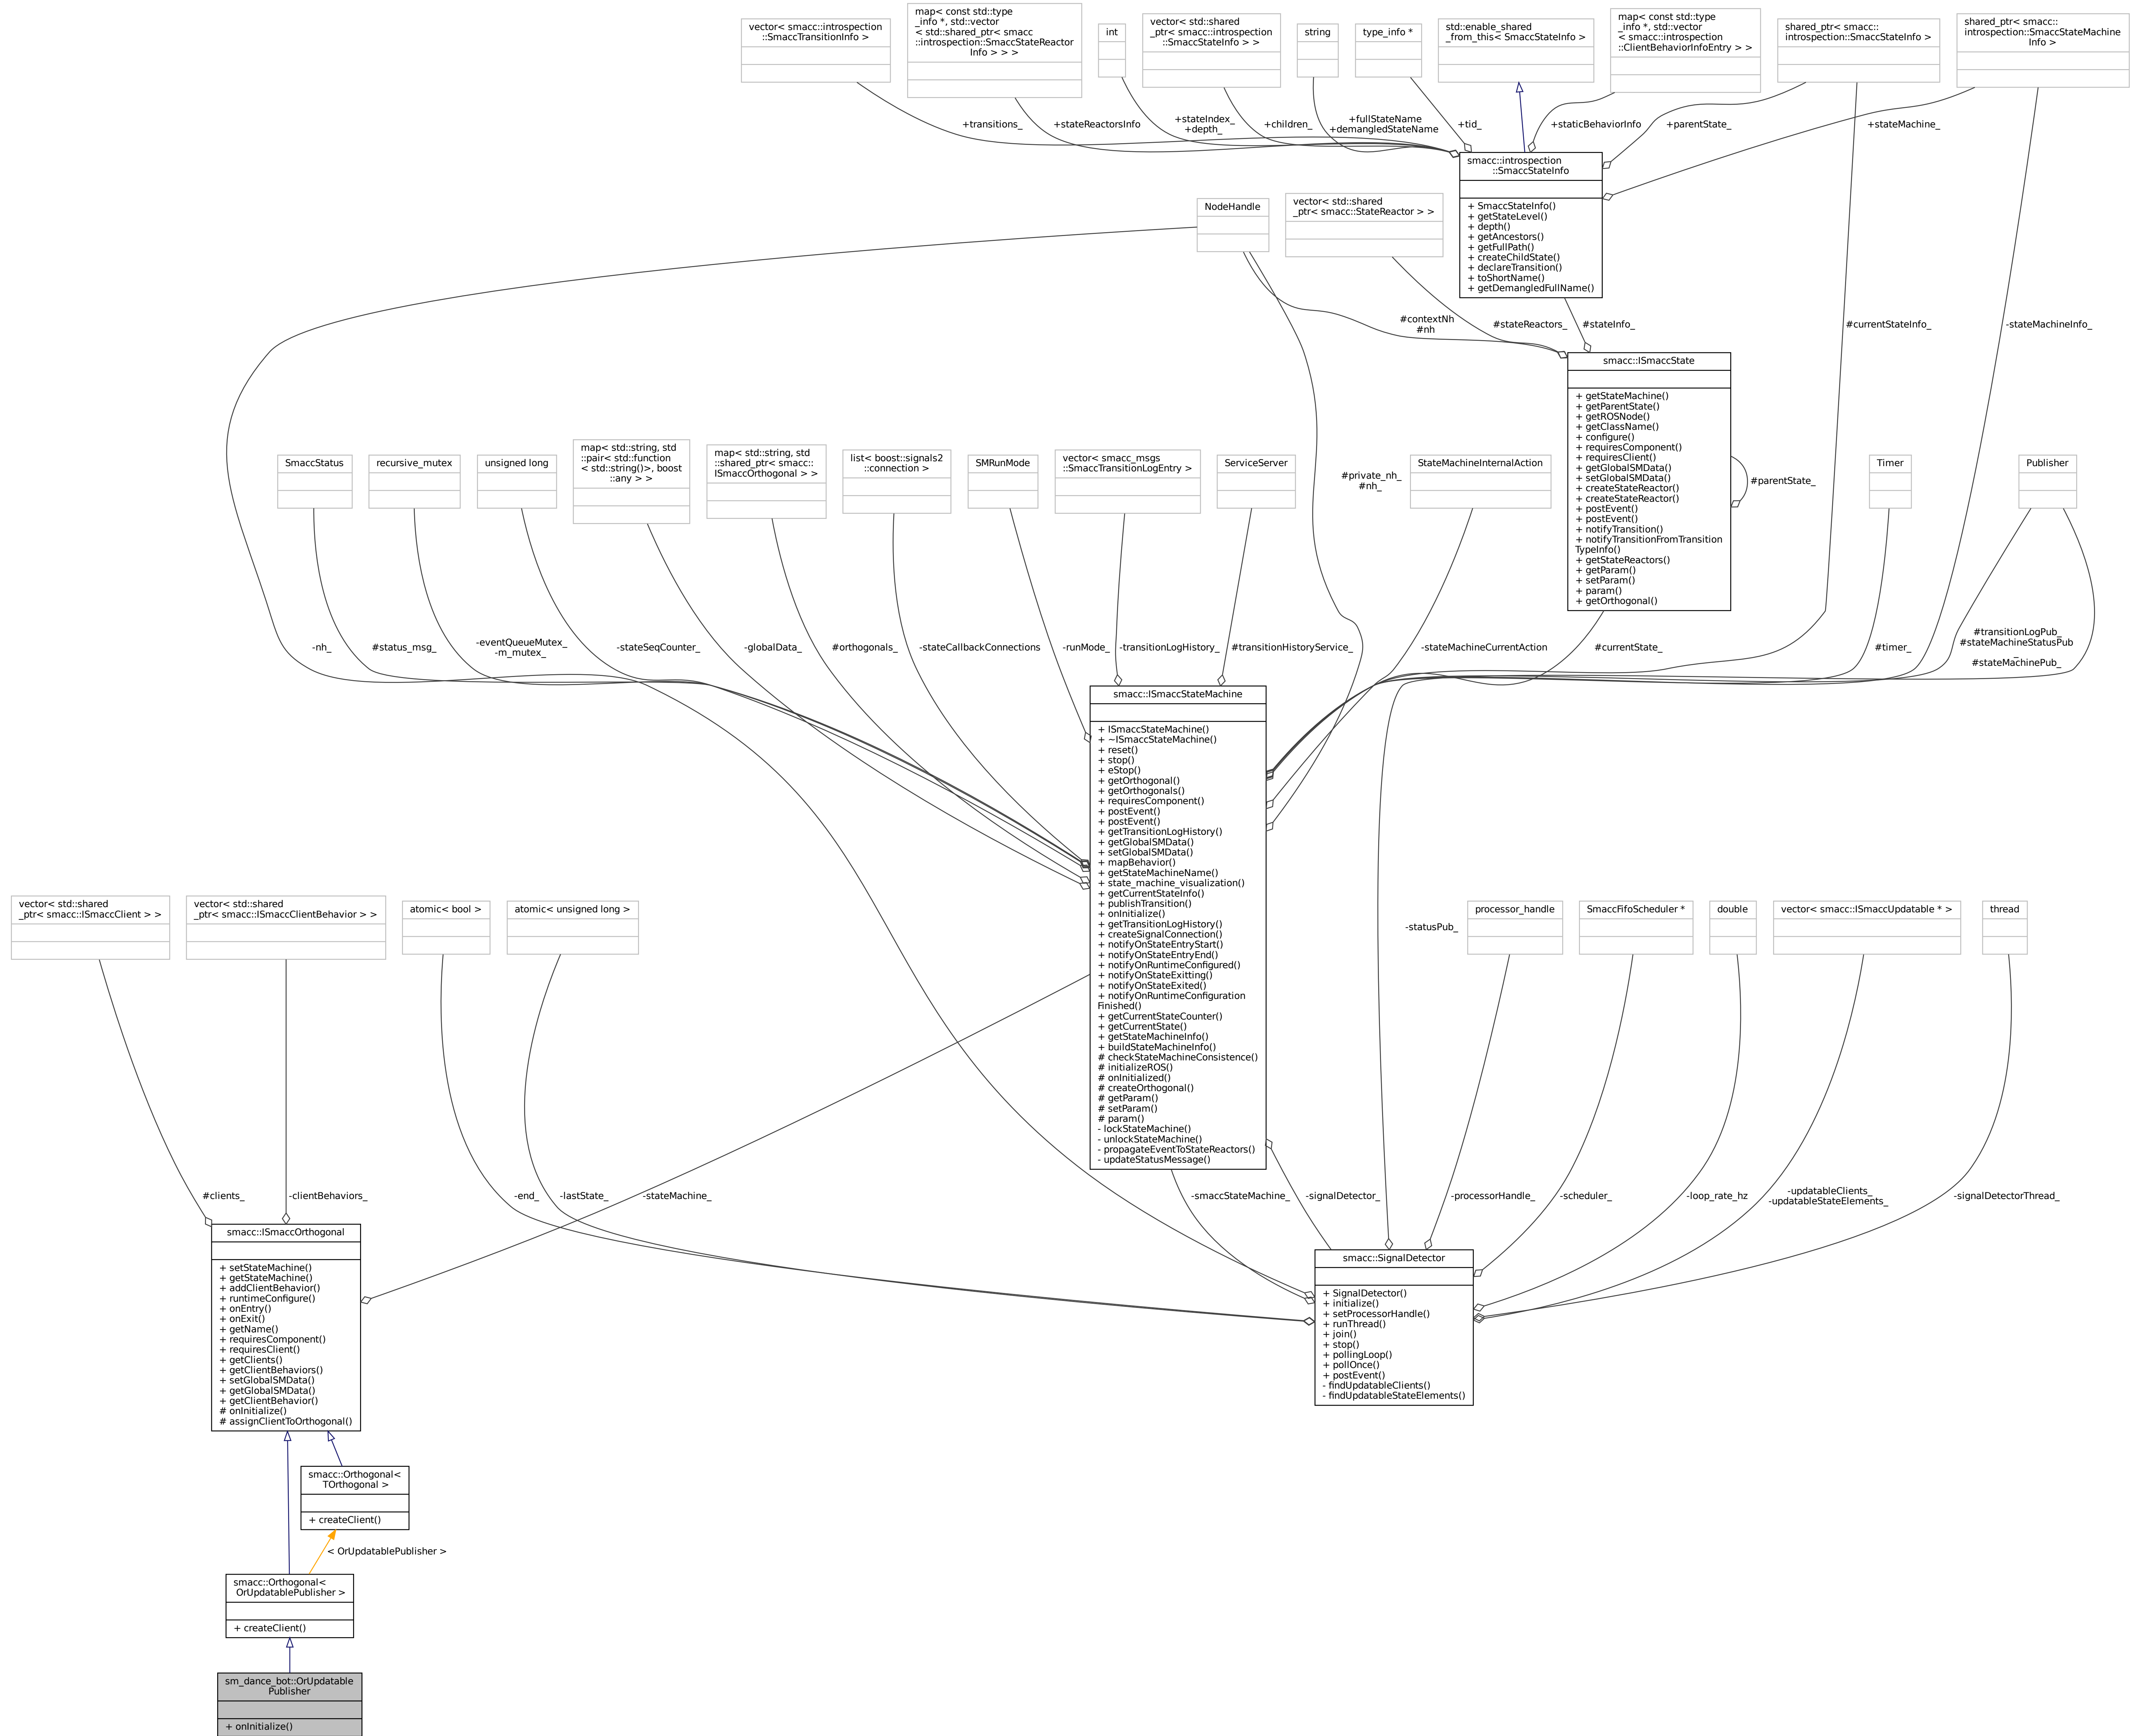 vector< smacc::introspection
::SmaccTransitionInfo >
map< const std::type
_info *, std::vector
< std::shared_ptr< smacc
::introspection::SmaccStateReactor
Info > > >
int
vector< std::shared
_ptr< smacc::introspection
::SmaccStateInfo > >
string
type_info *
std::enable_shared
_from_this< SmaccStateInfo >
map< const std::type
_info *, std::vector
< smacc::introspection
::ClientBehaviorInfoEntry > >
shared_ptr< smacc::
introspection::SmaccStateInfo >
shared_ptr< smacc::
introspection::SmaccStateMachine
Info >
+transitions_
+stateReactorsInfo
+stateIndex_
+depth_
+children_
+fullStateName
+demangledStateName
+tid_
+staticBehaviorInfo
+parentState_
+stateMachine_
smacc::introspection
::SmaccStateInfo
+ SmaccStateInfo()
+ getStateLevel()
+ depth()
+ getAncestors()
+ getFullPath()
+ createChildState()
+ declareTransition()
+ toShortName()
+ getDemangledFullName()
NodeHandle
vector< std::shared
_ptr< smacc::StateReactor > >
#contextNh
#nh
#stateReactors_
#stateInfo_
#currentStateInfo_
-stateMachineInfo_
smacc::ISmaccState
+ getStateMachine()
+ getParentState()
+ getROSNode()
+ getClassName()
+ configure()
+ requiresComponent()
+ requiresClient()
+ getGlobalSMData()
+ setGlobalSMData()
+ createStateReactor()
+ createStateReactor()
+ postEvent()
+ postEvent()
+ notifyTransition()
+ notifyTransitionFromTransition
TypeInfo()
+ getStateReactors()
+ getParam()
+ setParam()
+ param()
+ getOrthogonal()
#parentState_
SmaccStatus
recursive_mutex
unsigned long
map< std::string, std
::pair< std::function
< std::string()>, boost
::any > >
map< std::string, std
::shared_ptr< smacc::
ISmaccOrthogonal > >
list< boost::signals2
::connection >
SMRunMode
vector< smacc_msgs
::SmaccTransitionLogEntry >
ServiceServer
#private_nh_
#nh_
StateMachineInternalAction
Timer
Publisher
-nh_
#status_msg_
-eventQueueMutex_
-m_mutex_
-stateSeqCounter_
-globalData_
#orthogonals_
-stateCallbackConnections
-runMode_
-transitionLogHistory_
#transitionHistoryService_
-stateMachineCurrentAction
#currentState_
#timer_
#transitionLogPub_
#stateMachineStatusPub
_
#stateMachinePub_
smacc::ISmaccStateMachine
+ ISmaccStateMachine()
+ ~ISmaccStateMachine()
+ reset()
+ stop()
+ eStop()
+ getOrthogonal()
+ getOrthogonals()
+ requiresComponent()
+ postEvent()
+ postEvent()
+ getTransitionLogHistory()
+ getGlobalSMData()
+ setGlobalSMData()
+ mapBehavior()
+ getStateMachineName()
+ state_machine_visualization()
+ getCurrentStateInfo()
+ publishTransition()
+ onInitialize()
+ getTransitionLogHistory()
+ createSignalConnection()
+ notifyOnStateEntryStart()
+ notifyOnStateEntryEnd()
+ notifyOnRuntimeConfigured()
+ notifyOnStateExitting()
+ notifyOnStateExited()
+ notifyOnRuntimeConfiguration
Finished()
+ getCurrentStateCounter()
+ getCurrentState()
+ getStateMachineInfo()
+ buildStateMachineInfo()
# checkStateMachineConsistence()
# initializeROS()
# onInitialized()
# createOrthogonal()
# getParam()
# setParam()
# param()
- lockStateMachine()
- unlockStateMachine()
- propagateEventToStateReactors()
- updateStatusMessage()
vector< std::shared
_ptr< smacc::ISmaccClient > >
vector< std::shared
_ptr< smacc::ISmaccClientBehavior > >
atomic< bool >
atomic< unsigned long >
-statusPub_
processor_handle
SmaccFifoScheduler *
double
vector< smacc::ISmaccUpdatable * >
thread
#clients_
-clientBehaviors_
-end_
-lastState_
-stateMachine_
-smaccStateMachine_
-signalDetector_
-processorHandle_
-scheduler_
-loop_rate_hz
-updatableClients_
-updatableStateElements_
-signalDetectorThread_
smacc::ISmaccOrthogonal
+ setStateMachine()
+ getStateMachine()
+ addClientBehavior()
+ runtimeConfigure()
+ onEntry()
+ onExit()
+ getName()
+ requiresComponent()
+ requiresClient()
+ getClients()
+ getClientBehaviors()
+ setGlobalSMData()
+ getGlobalSMData()
+ getClientBehavior()
# onInitialize()
# assignClientToOrthogonal()
smacc::SignalDetector
+ SignalDetector()
+ initialize()
+ setProcessorHandle()
+ runThread()
+ join()
+ stop()
+ pollingLoop()
+ pollOnce()
+ postEvent()
- findUpdatableClients()
- findUpdatableStateElements()
smacc::Orthogonal<
TOrthogonal >
+ createClient()
< OrUpdatablePublisher >
smacc::Orthogonal<
OrUpdatablePublisher >
+ createClient()
sm_dance_bot::OrUpdatable
Publisher
+ onInitialize()